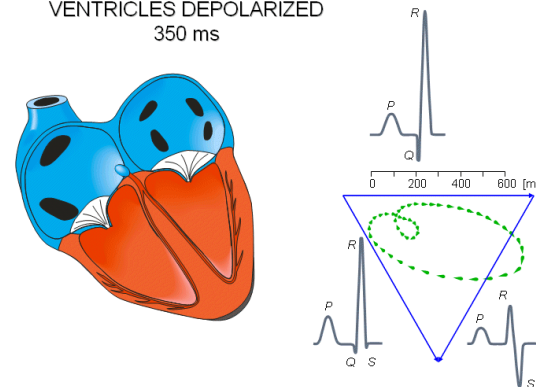 VENTRICLES DEPOLARIZED
350 ms
R
P
Q
0 200 400 600 [m
R
P
Q S
R
P
S